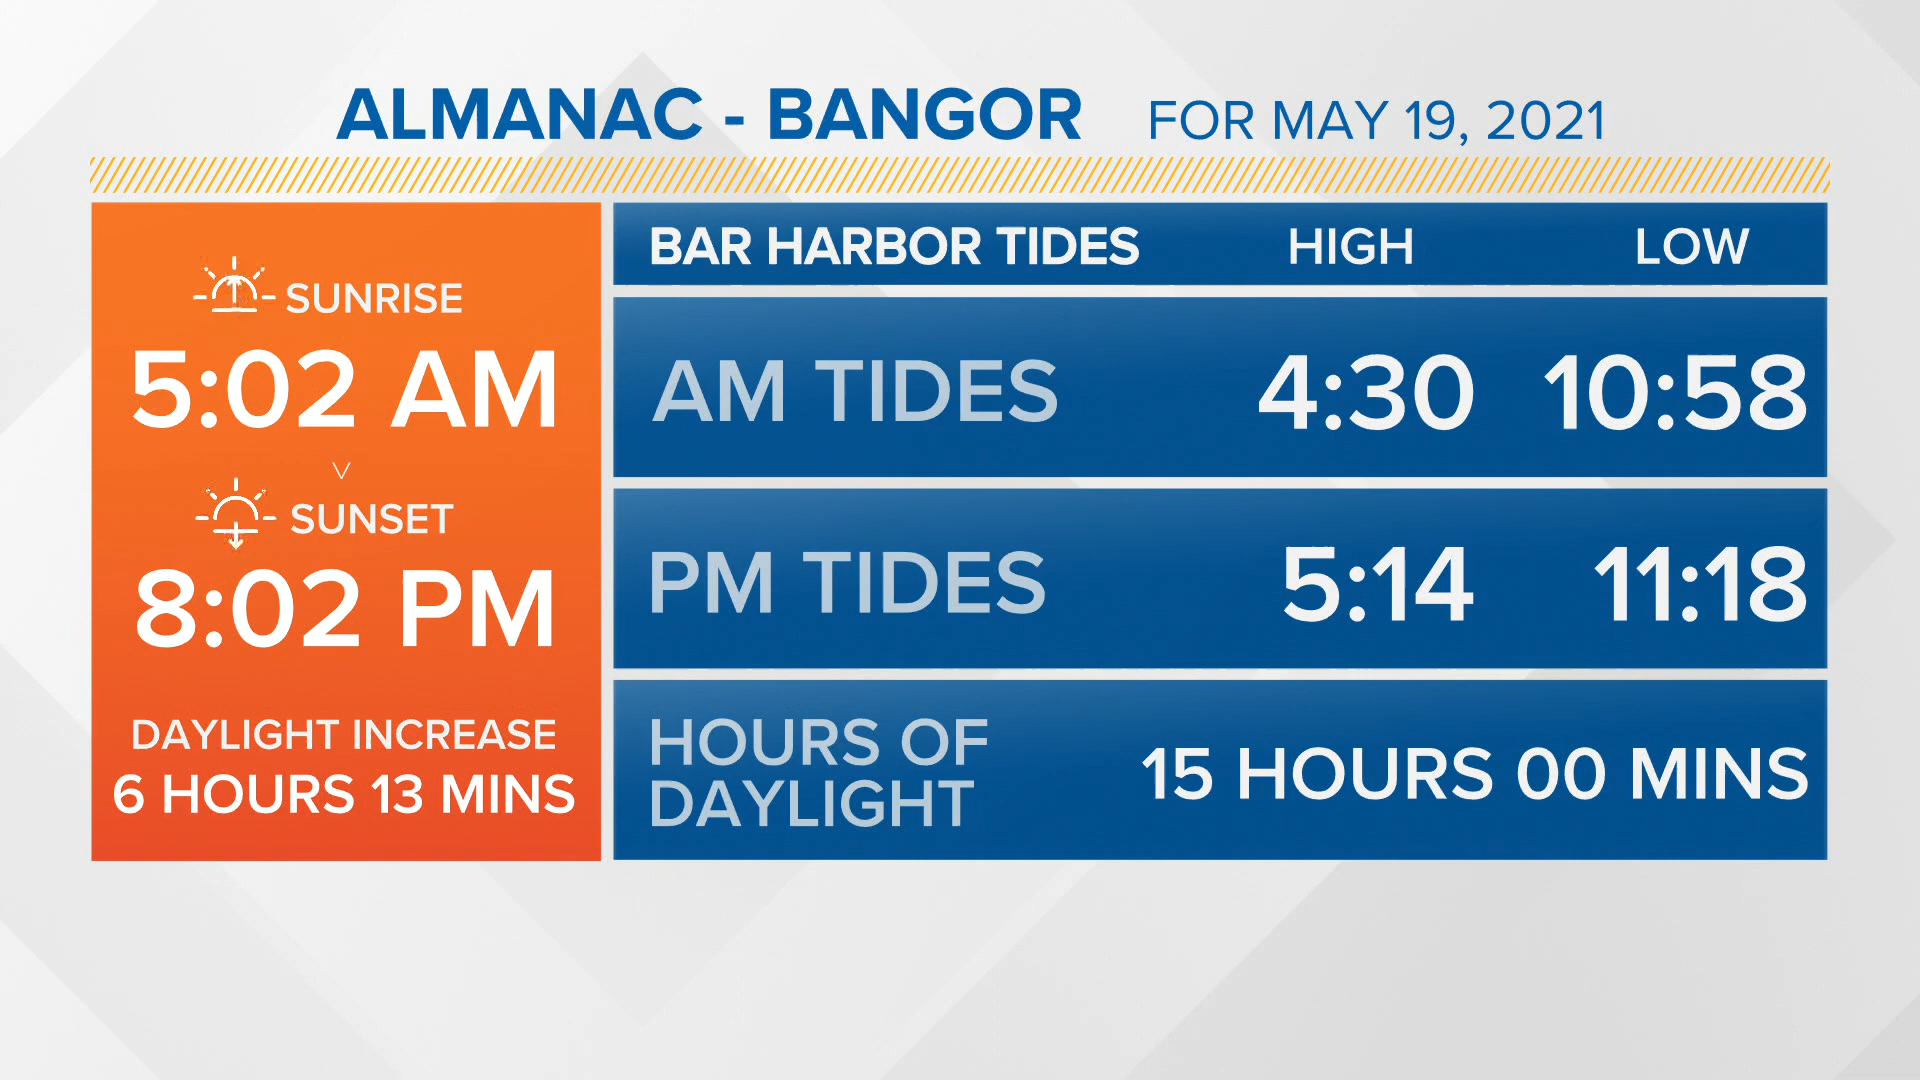 ALMANAC - BANGOR FOR MAY 19, 2021
SUNRISE
5:02 AM
SUNSET
8:02 PM
DAYLIGHT INCREASE
6 HOURS 13 MINS
BAR HARBOR TIDES HIGH LOW
AM TIDES 4:30 10:58
PM TIDES 5:14 11:18
HOURS OF
DAYLIGHT
15 HOURS 00 MINS